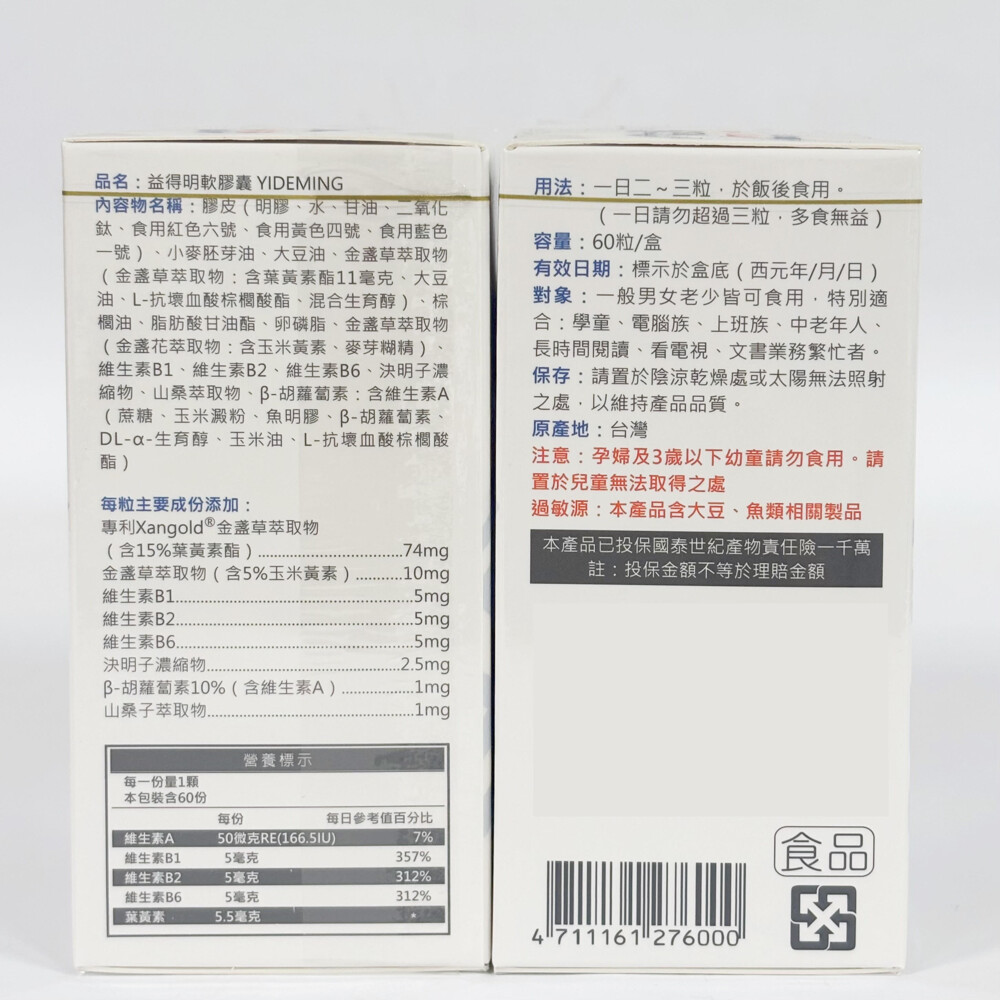 品名：益得明軟膠囊 YIDEMING
內容物名稱：膠皮（明膠、水、甘油、二氧化
鈦、食用紅色六號、食用黃色四號、食用藍色
一號）、小麥胚芽油、大豆油、金盞草萃取物
（金盞草萃取物：含葉黃素酯11毫克、大豆
油、L-抗壞血酸棕櫚酸酯、混合生育醇）、棕
櫚油、脂肪酸甘油酯、卵磷脂、金盞草萃取物
（金盞花萃取物：含玉米黃素、麥芽糊精）、
維生素B1、維生素B2、維生素B6、決明子濃
縮物、山桑萃取物、β-胡蘿蔔素：含維生素A
（蔗糖、玉米澱粉、魚明膠、β-胡蘿蔔素、
DL-α-生育醇、玉米油、L-抗壞血酸棕櫚酸
酯）
每粒主要成份添加：
專利Xangold®金盞草萃取物
（含15%葉黃素酯）...................74mg
金盞草萃取物（含5%玉米黃素）...........10mg
維生素B1.......................................5mg
維生素B2.......................................5mg
維生素B6.......................................5mg
決明子濃縮物................................2.5mg
β-胡蘿蔔素10%（含維生素A）............1mg
山桑子萃取物..................................1mg
營養標示
每一份量1顆
本包裝含60份
每份 每日參考值百分比
維生素A 50微克RE(166.5IU) 7%
維生素B1 5毫克 357%
維生素B2 5毫克 312%
維生素B6 5毫克 312%
葉黃素 5.5毫克 *
用法：一日二~三粒，於飯後食用。
（一日請勿超過三粒，多食無益）
容量：60粒/盒
有效日期：標示於盒底（西元年/月/日）
對象：一般男女老少皆可食用，特別適
合：學童、電腦族、上班族、中老年人、
長時間閱讀、看電視、文書業務繁忙者。
保存：請置於陰涼乾燥處或太陽無法照射
之處，以維持產品品質。
原產地：台灣
注意：孕婦及3歲以下幼童請勿食用。請
置於兒童無法取得之處
過敏源：本產品含大豆、魚類相關製品
本產品已投保國泰世紀產物責任險一千萬
註：投保金額不等於理賠金額
食品
4 711161 276000